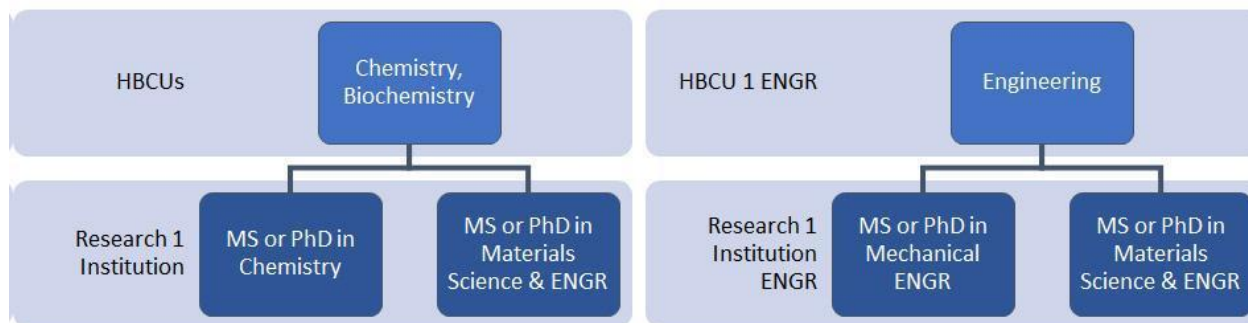 HBCUs
Chemistry,
Biochemistry
Research 1
Institution
MS or PhD in
Chemistry
MS or PhD in
Materials
Science & ENGR
HBCU 1 ENGR
Engineering
Research 1
Institution
ENGR
MS or PhD in
Mechanical
ENGR
MS or PhD in
Materials
Science & ENGR